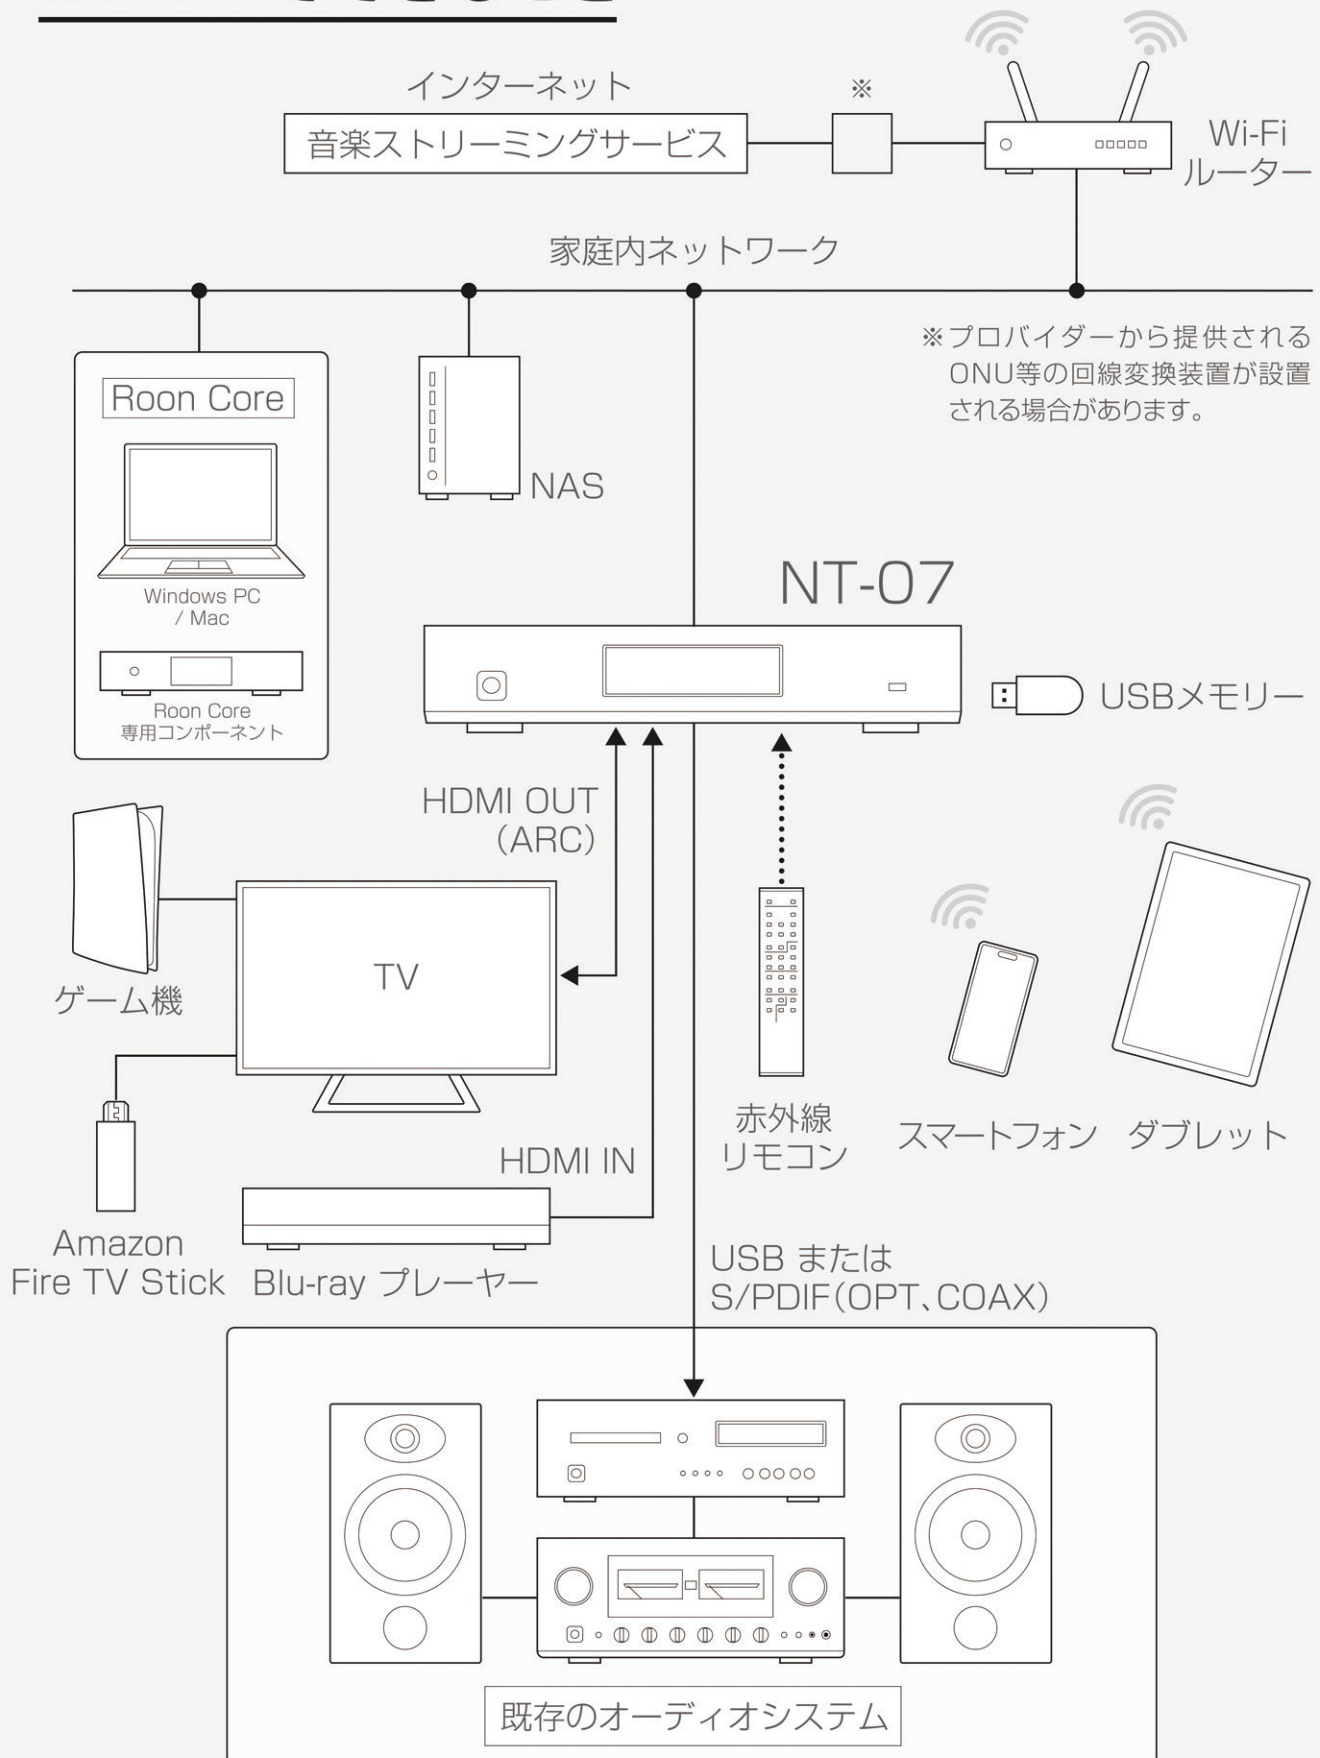 インターネット
※
音楽ストリーミングサービス
Wi-Fi
ルーター
家庭内ネットワーク
※プロバイダーから提供される
ONU等の回線変換装置が設置
される場合があります。
Roon Core
NAS
Windows PC
/ Mac
Roon Core
専用コンポーネント
NT-07
USBメモリー
HDMI OUT
(ARC)
TV
ゲーム機
赤外線
リモコン
スマートフォン
ダブレット
HDMI IN
Amazon
Fire TV Stick
Blu-ray プレーヤー
USB または
S/PDIF(OPT、COAX)
既存のオーディオシステム